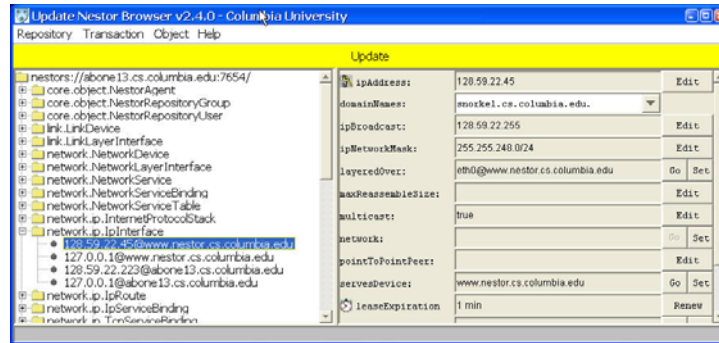 Update Nestor Browser v2.4.0 - Columbia University
Repository Transaction Object Help
Update
nestors://abone13.cs.columbia.edu:7654/
core.object.NestorAgent
core.object.NestorRepositoryGroup
core.object.NestorRepositoryUser
link.LinkDevice
link.LinkLayerInterface
network.NetworkDevice
network.NetworkLayerInterface
network.NetworkService
network.NetworkServiceBinding
network.NetworkServiceTable
network.ip.InternetProtocolStack
network.ip.IpInterface
128.59.22.45@www.nestor.cs.columbia.edu
127.0.0.1@www.nestor.cs.columbia.edu
128.59.22.223@abone13.cs.columbia.edu
127.0.0.1@abone13.cs.columbia.edu
network.ip.IpRoute
network.ip.IpServiceBinding
network.ip.TcpServiceBinding
ipAddress: 128.59.22.45 Edit
domainNames: snorkel.cs.columbia.edu.
ipBroadcast: 128.59.22.255 Edit
ipNetworkMask: 255.255.248.0/24 Edit
layeredOver: eth0@www.nestor.cs.columbia.edu Go Set
maxReassembleSize: Edit
multicast: true Edit
network: Go Set
pointToPointPeer: Edit
servesDevice: www.nestor.cs.columbia.edu Go Set
leaseExpiration 1 min Renew